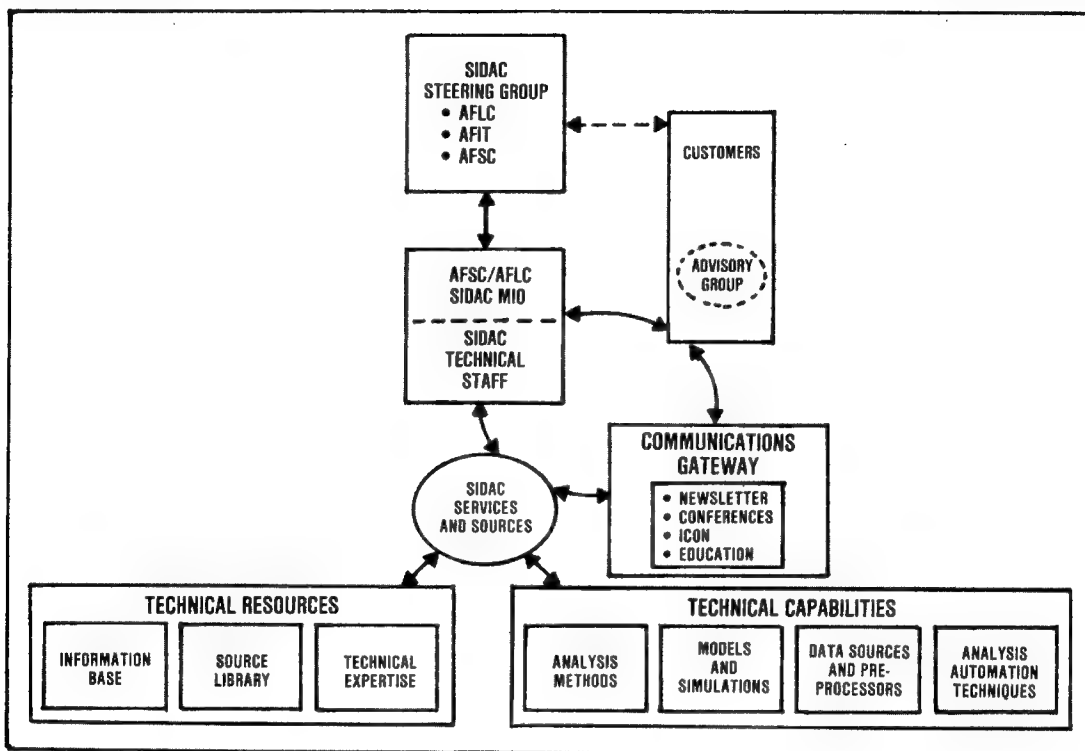 SIDAC
STEERING GROUP
• AFLC
• AFIT
• AFSC
CUSTOMERS
ADVISORY
GROUP
AFSC/AFLC
SIDAC MIO
SIDAC
TECHNICAL
STAFF
COMMUNICATIONS
GATEWAY
• NEWSLETTER
• CONFERENCES
• ICON
• EDUCATION
SIDAC
SERVICES
AND SOURCES
TECHNICAL RESOURCES
INFORMATION
BASE
SOURCE
LIBRARY
TECHNICAL
EXPERTISE
TECHNICAL CAPABILITIES
ANALYSIS
METHODS
MODELS
AND
SIMULATIONS
DATA SOURCES
AND PRE-
PROCESSORS
ANALYSIS
AUTOMATION
TECHNIQUES